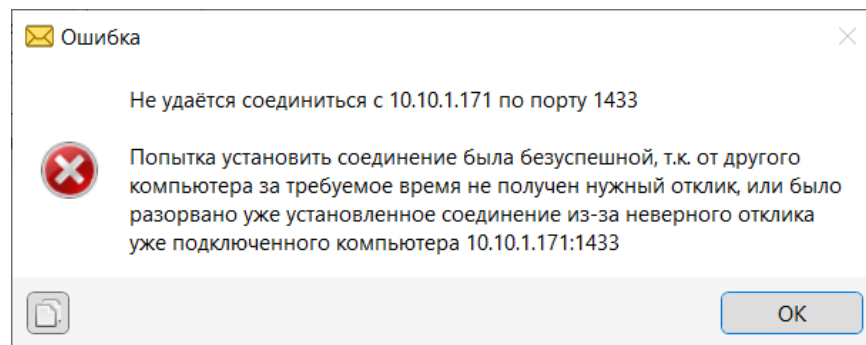 Ошибка
Не удаётся соединиться с 10.10.1.171 по порту 1433
Попытка установить соединение была безуспешной, т.к. от другого
компьютера за требуемое время не получен нужный отклик, или было
разорвано уже установленное соединение из-за неверного отклика
уже подключенного компьютера 10.10.1.171:1433
ОК